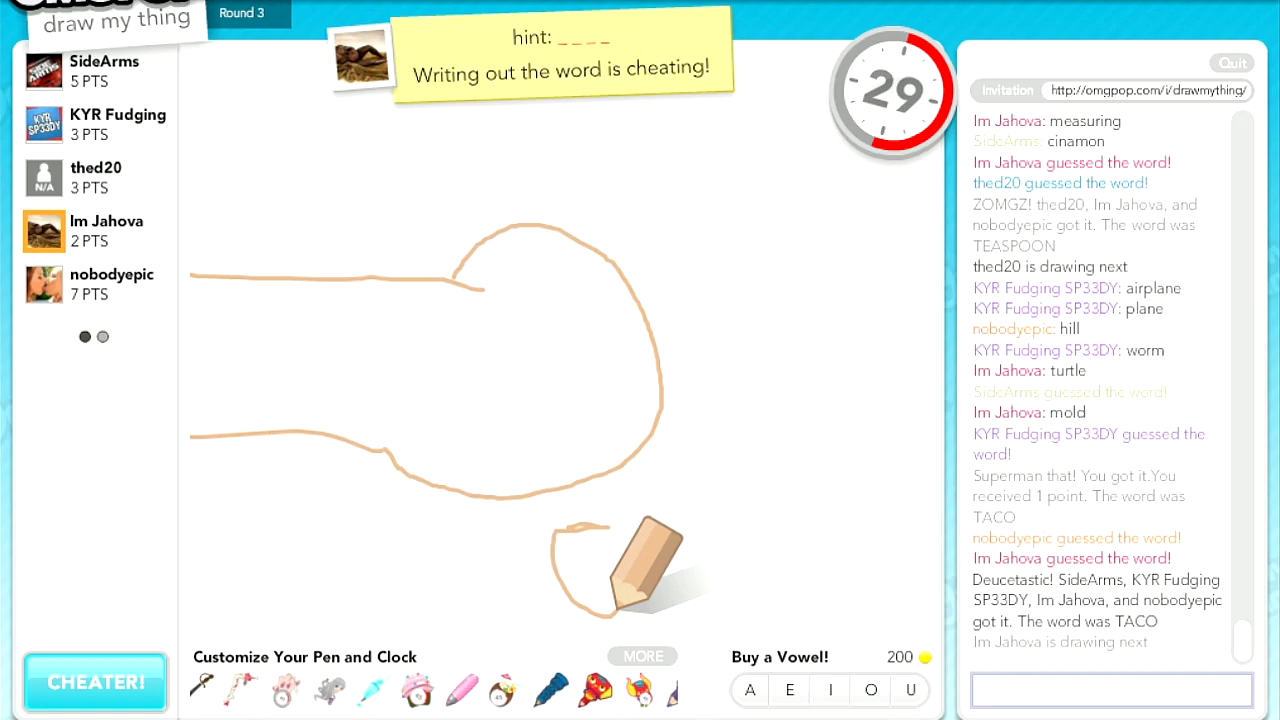 draw my thing
Round 3
hint: _ _ _ _
Writing out the word is cheating!
29
SideArms
5 PTS
KYR Fudging
3 PTS
thed20
3 PTS
N/A
Im Jahova
2 PTS
nobodyepic
7 PTS
KYR
SP33DY
Quit
Invitation http://omgpop.com/i/drawmything/
Im Jahova: measuring
SideArms: cinamon
Im Jahova guessed the word!
thed20 guessed the word!
ZOMGZ! thed20, Im Jahova, and
nobodyepic got it. The word was
TEASPOON
thed20 is drawing next
KYR Fudging SP33DY: airplane
KYR Fudging SP33DY: plane
nobodyepic: hill
KYR Fudging SP33DY: worm
Im Jahova: turtle
SideArms guessed the word!
Im Jahova: mold
KYR Fudging SP33DY guessed the
word!
Superman that! You got it.You
received 1 point. The word was
TACO
nobodyepic guessed the word!
Im Jahova guessed the word!
Deucetastic! SideArms, KYR Fudging
SP33DY, Im Jahova, and nobodyepic
got it. The word was TACO
Im Jahova is drawing next
CHEATER!
Customize Your Pen and Clock
MORE
Buy a Vowel! 200
A E I O U